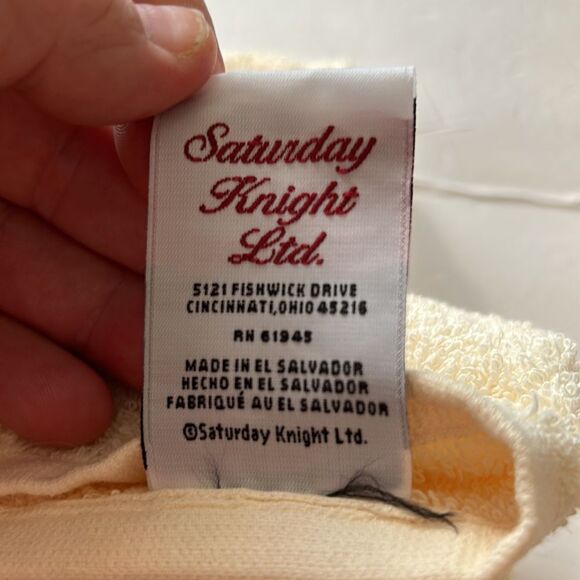 Saturday
Knight
Ltd.
5121 FISHWICK DRIVE
CINCINNATI,OHIO 45216
RN 61945
MADE IN EL SALVADOR
HECHO EN EL SALVADOR
FABRIQUÉ AU EL SALVADOR
©Saturday Knight Ltd.